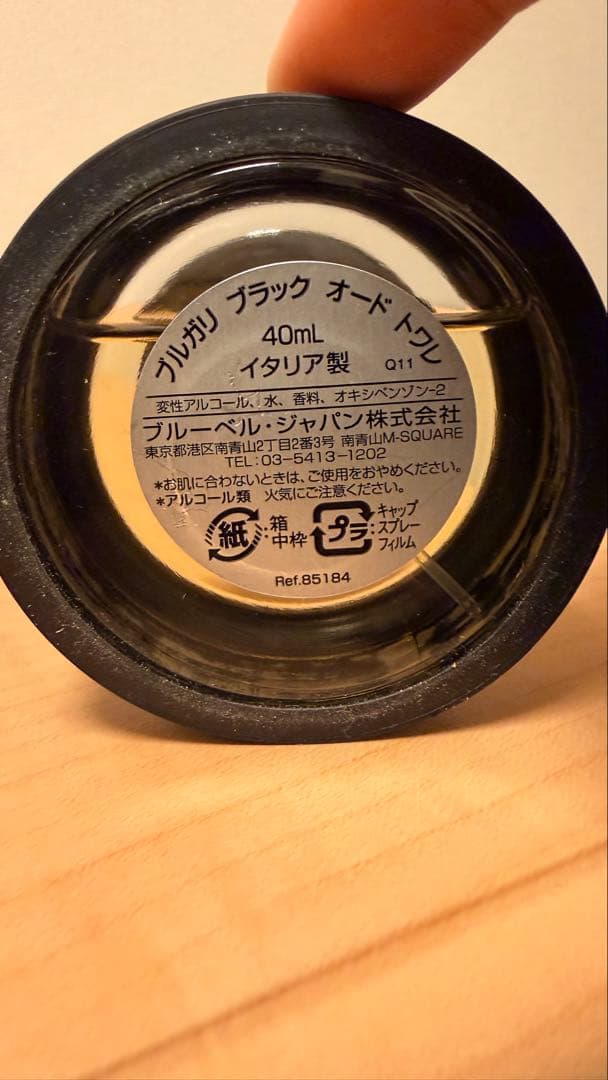 ブルガリ ブラック オード トワレ
40mL
イタリア製 Q11
変性アルコール、水、香料、オキシベンゾン-2
ブルーベル・ジャパン株式会社
東京都港区南青山2丁目2番3号 南青山M-SQUARE
TEL:03-5413-1202
*お肌に合わないときは、ご使用をおやめください。
*アルコール類 火気にご注意ください。
紙:箱 中枠
プラ:キャップ スプレー フィルム
Ref.85184